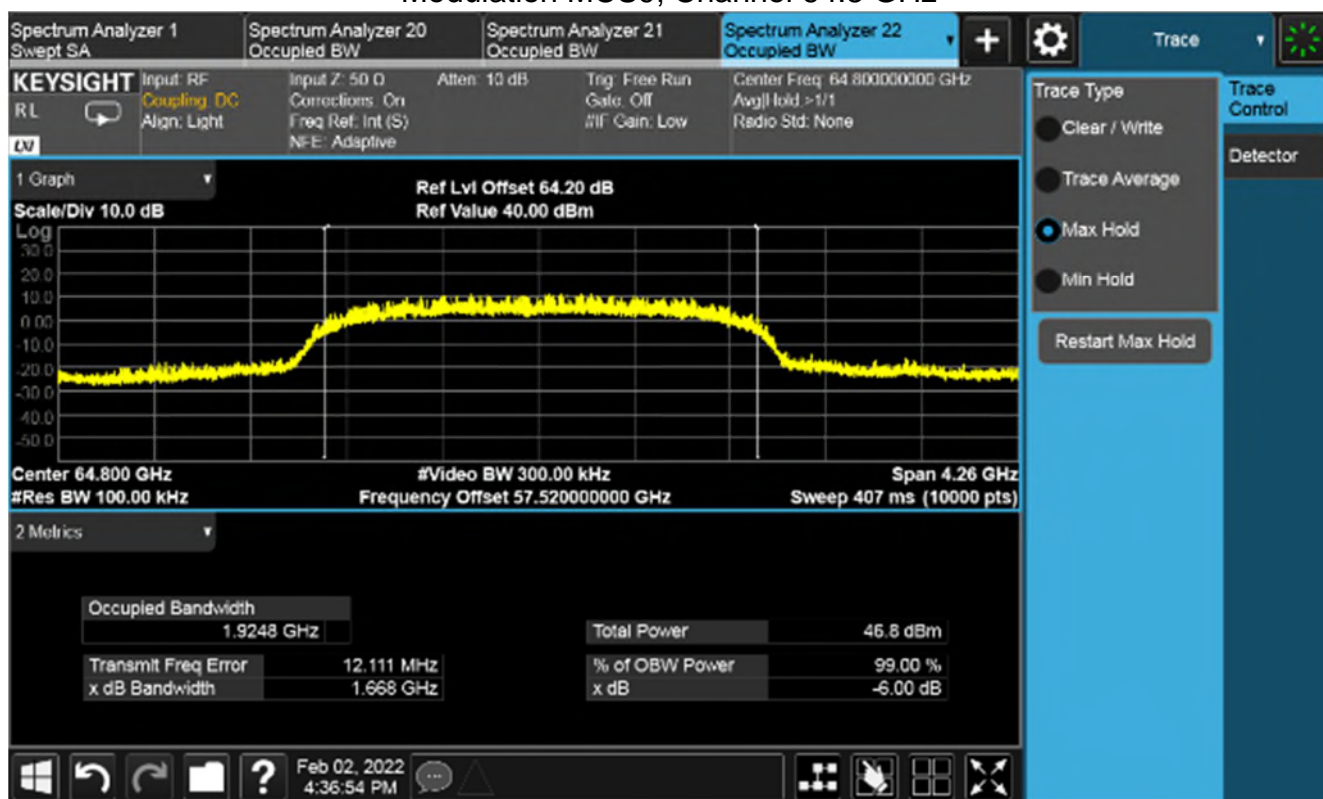 Spectrum Analyzer 1
Swept SA
Spectrum Analyzer 20
Occupied BW
Spectrum Analyzer 21
Occupied BW
Spectrum Analyzer 22
Occupied BW
Trace
KEYSIGHT
RL
LXI
Input: RF
Coupling: DC
Align: Light
Input Z: 50 Ω
Corrections: On
Freq Ref: Int (S)
NFE: Adaptive
Atten: 10 dB
Trig: Free Run
Gate: Off
#IF Gain: Low
Center Freq: 64.800000000 GHz
Avg|Hold:>1/1
Radio Std: None
Trace Type
Clear / Write
Trace Average
Max Hold
Min Hold
Restart Max Hold
Trace
Control
Detector
1 Graph
Scale/Div 10.0 dB
Ref Lvl Offset 64.20 dB
Ref Value 40.00 dBm
Log
30.0
20.0
10.0
0.00
-10.0
-20.0
-30.0
-40.0
-50.0
Center 64.800 GHz
#Video BW 300.00 kHz
Span 4.26 GHz
#Res BW 100.00 kHz
Frequency Offset 57.520000000 GHz
Sweep 407 ms (10000 pts)
2 Metrics
Occupied Bandwidth
1.9248 GHz
Total Power 46.8 dBm
Transmit Freq Error 12.111 MHz
% of OBW Power 99.00 %
x dB Bandwidth 1.668 GHz
x dB -6.00 dB
Feb 02, 2022
4:36:54 PM